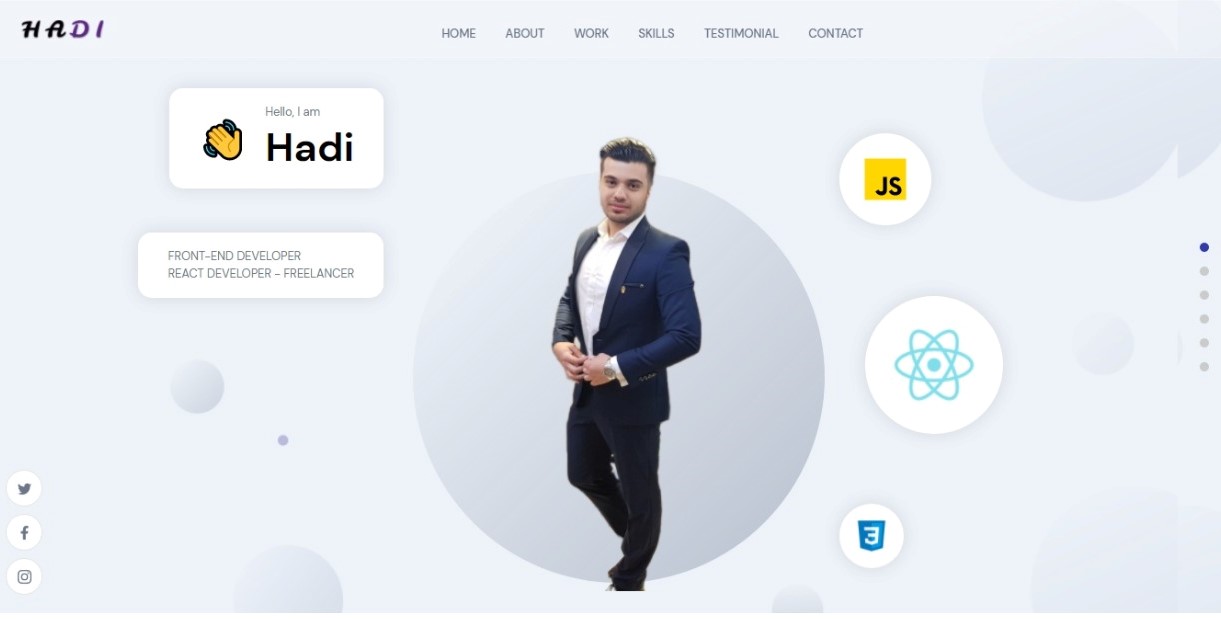 HADI
HOME ABOUT WORK SKILLS TESTIMONIAL CONTACT
Hello, I am
Hadi
FRONT-END DEVELOPER
REACT DEVELOPER - FREELANCER
JS
3